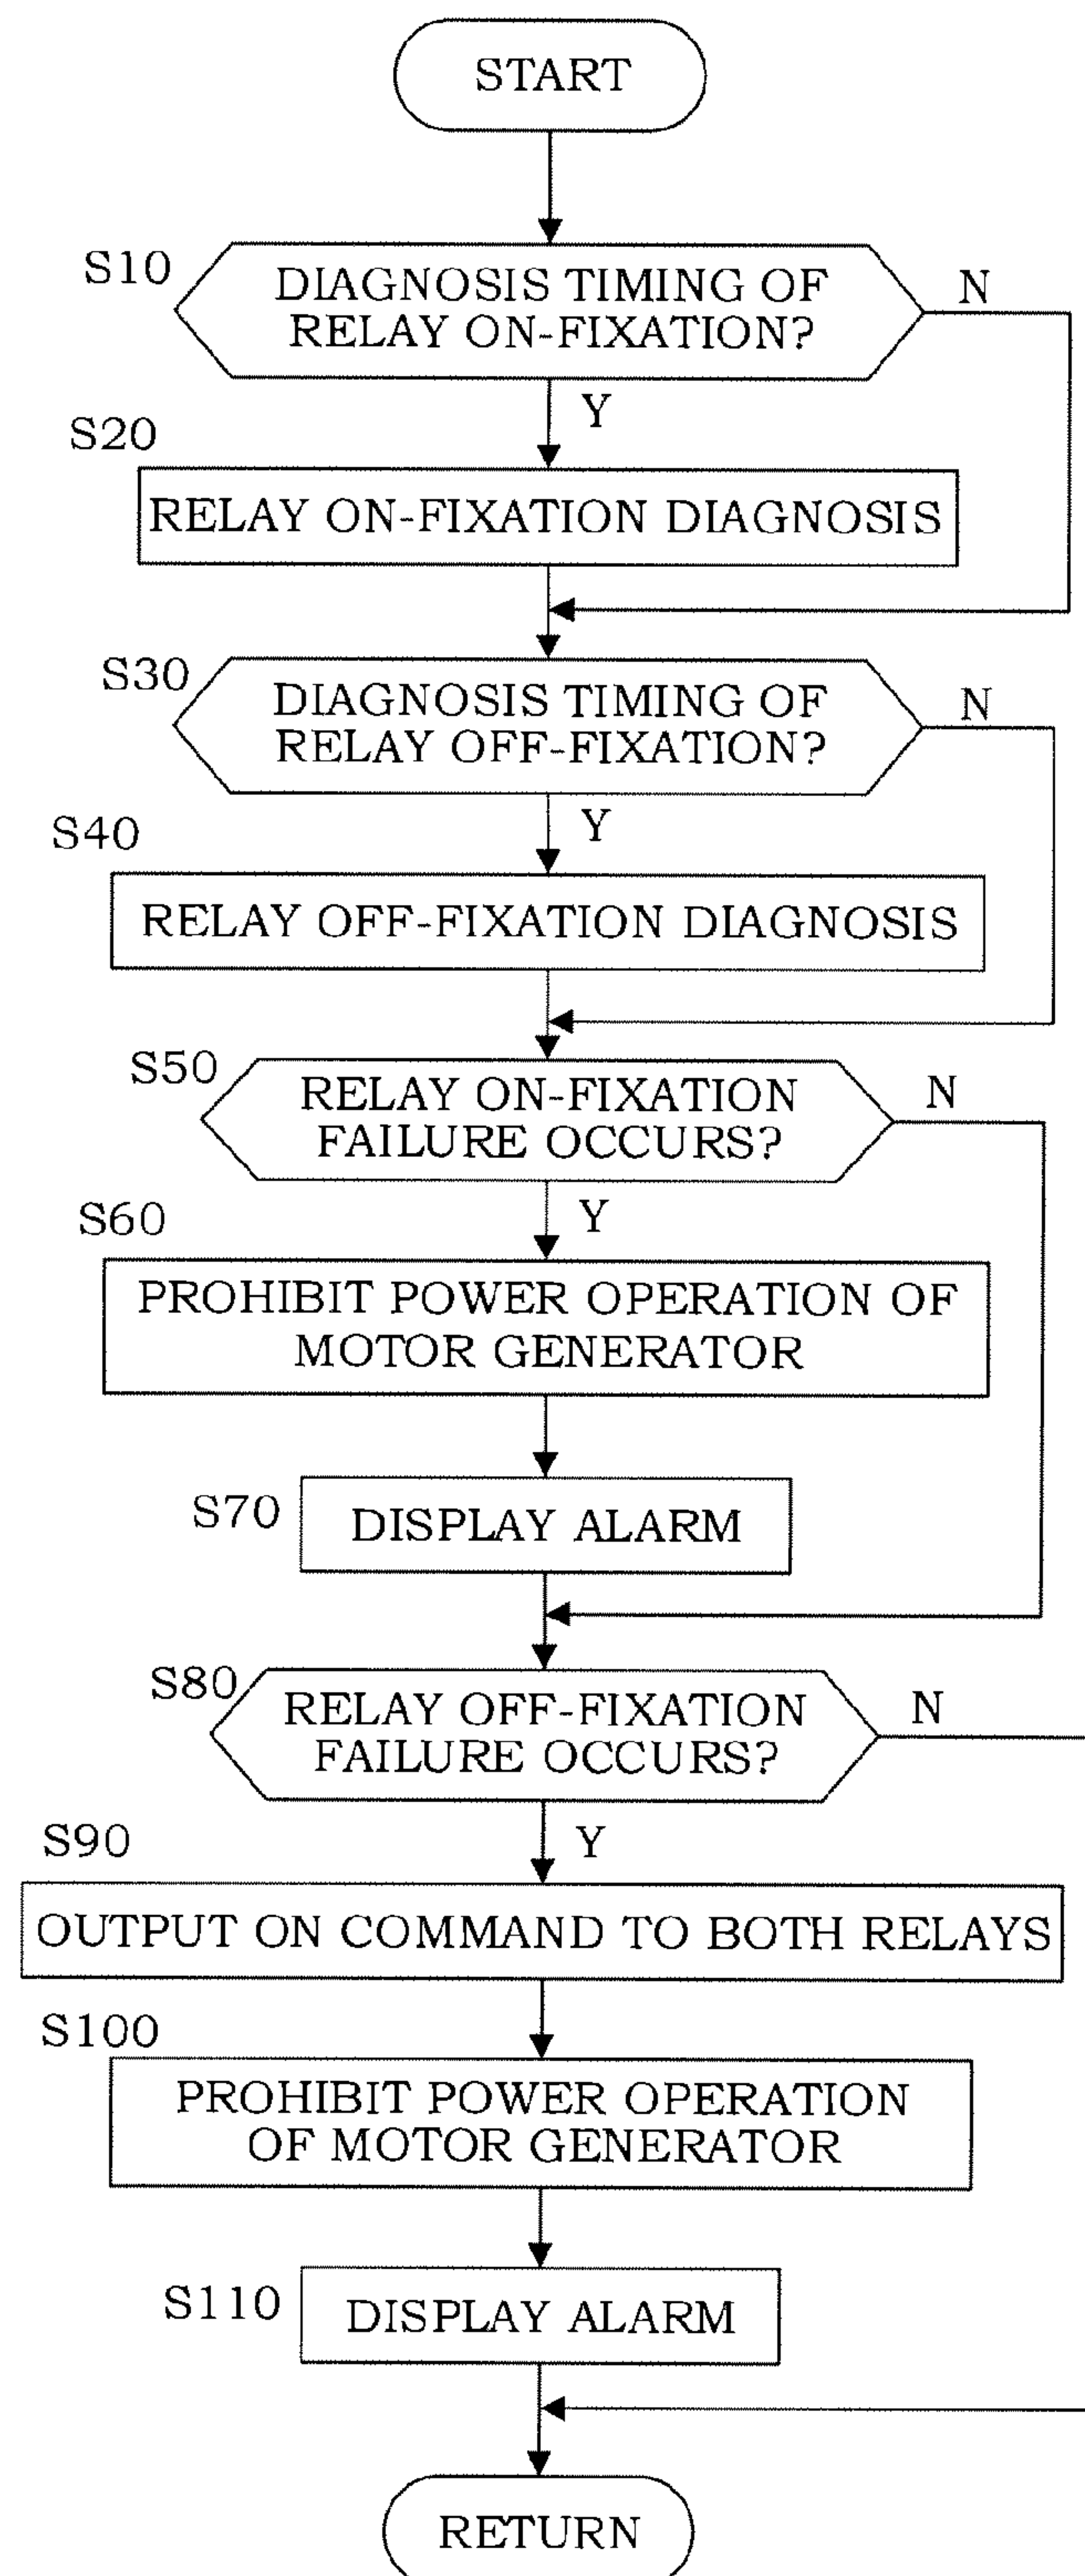 START
S10
DIAGNOSIS TIMING OF
RELAY ON-FIXATION?
N
Y
S20
RELAY ON-FIXATION DIAGNOSIS
S30
DIAGNOSIS TIMING OF
RELAY OFF-FIXATION?
N
Y
S40
RELAY OFF-FIXATION DIAGNOSIS
S50
RELAY ON-FIXATION
FAILURE OCCURS?
N
Y
S60
PROHIBIT POWER OPERATION OF
MOTOR GENERATOR
S70
DISPLAY ALARM
S80
RELAY OFF-FIXATION
FAILURE OCCURS?
N
Y
S90
OUTPUT ON COMMAND TO BOTH RELAYS
S100
PROHIBIT POWER OPERATION
OF MOTOR GENERATOR
S110
DISPLAY ALARM
RETURN